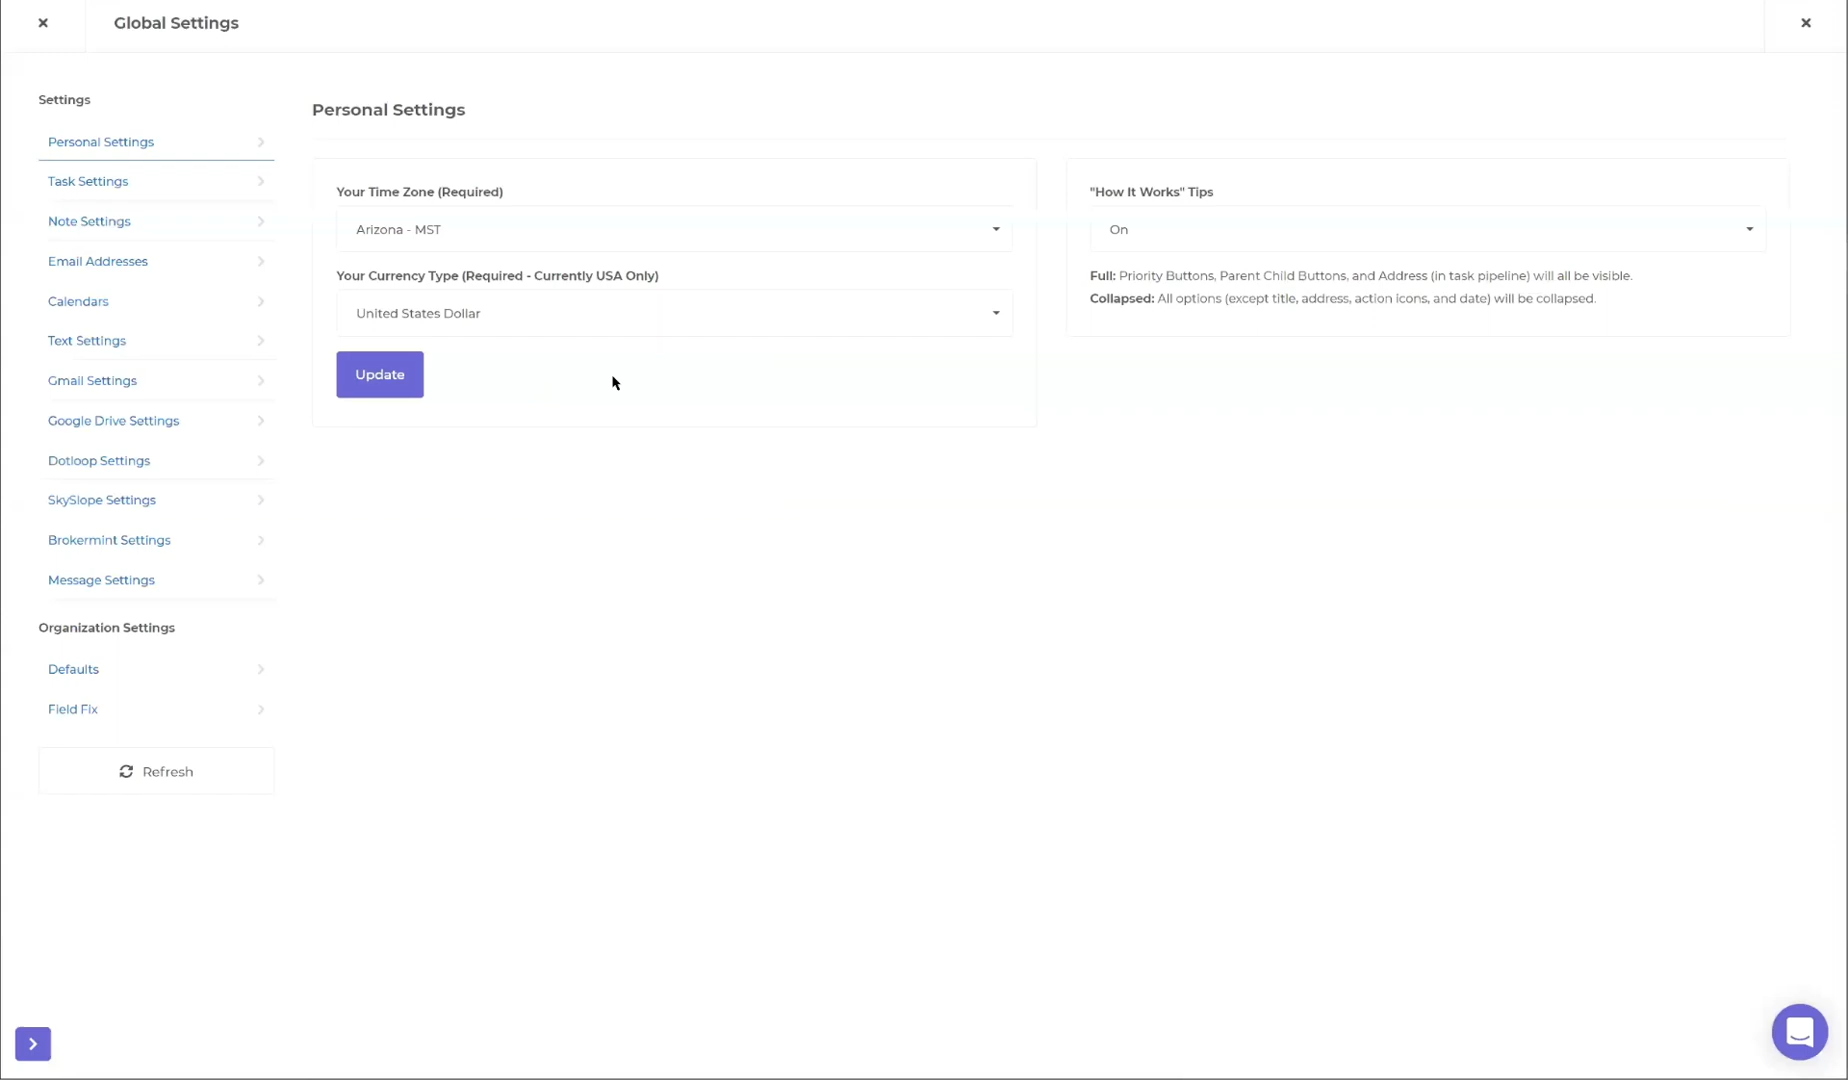 Global Settings
Settings
Personal Settings
Task Settings
Note Settings
Email Addresses
Calendars
Text Settings
Gmail Settings
Google Drive Settings
Dotloop Settings
SkySlope Settings
Brokermint Settings
Message Settings
Organization Settings
Defaults
Field Fix
Refresh
Personal Settings
Your Time Zone (Required)
Arizona - MST
Your Currency Type (Required - Currently USA Only)
United States Dollar
Update
"How It Works" Tips
On
Full: Priority Buttons, Parent Child Buttons, and Address (in task pipeline) will all be visible.
Collapsed: All options (except title, address, action icons, and date) will be collapsed.